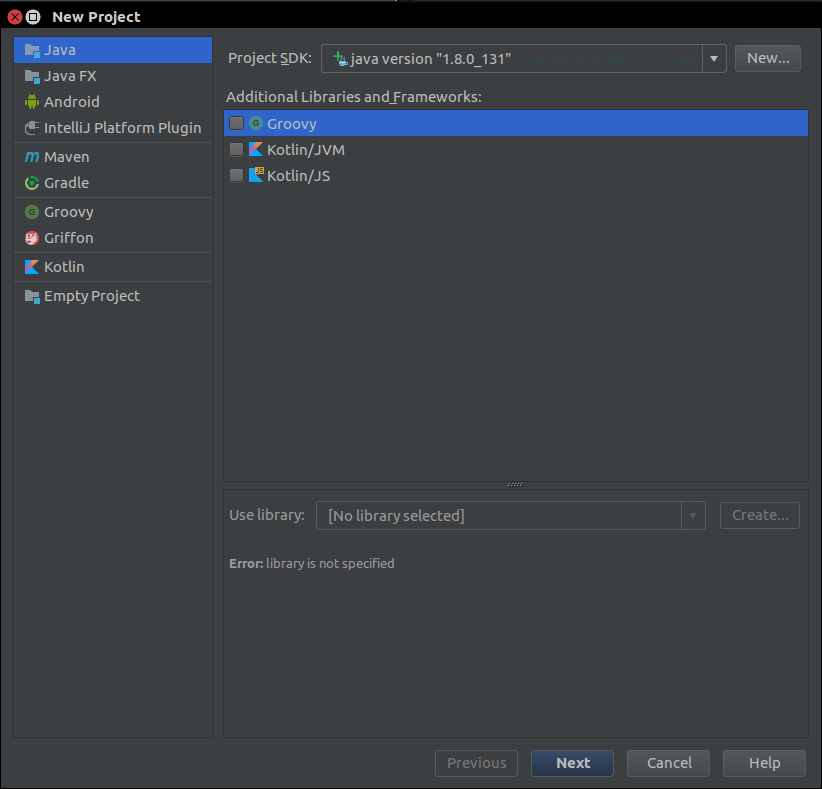 New Project
Java
Java FX
Android
IntelliJ Platform Plugin
Maven
Gradle
Groovy
Griffon
Kotlin
Empty Project
Project SDK: java version "1.8.0_131" New...
Additional Libraries and Frameworks:
Groovy
Kotlin/JVM
Kotlin/JS
Use library: [No library selected] Create...
Error: library is not specified
Previous Next Cancel Help